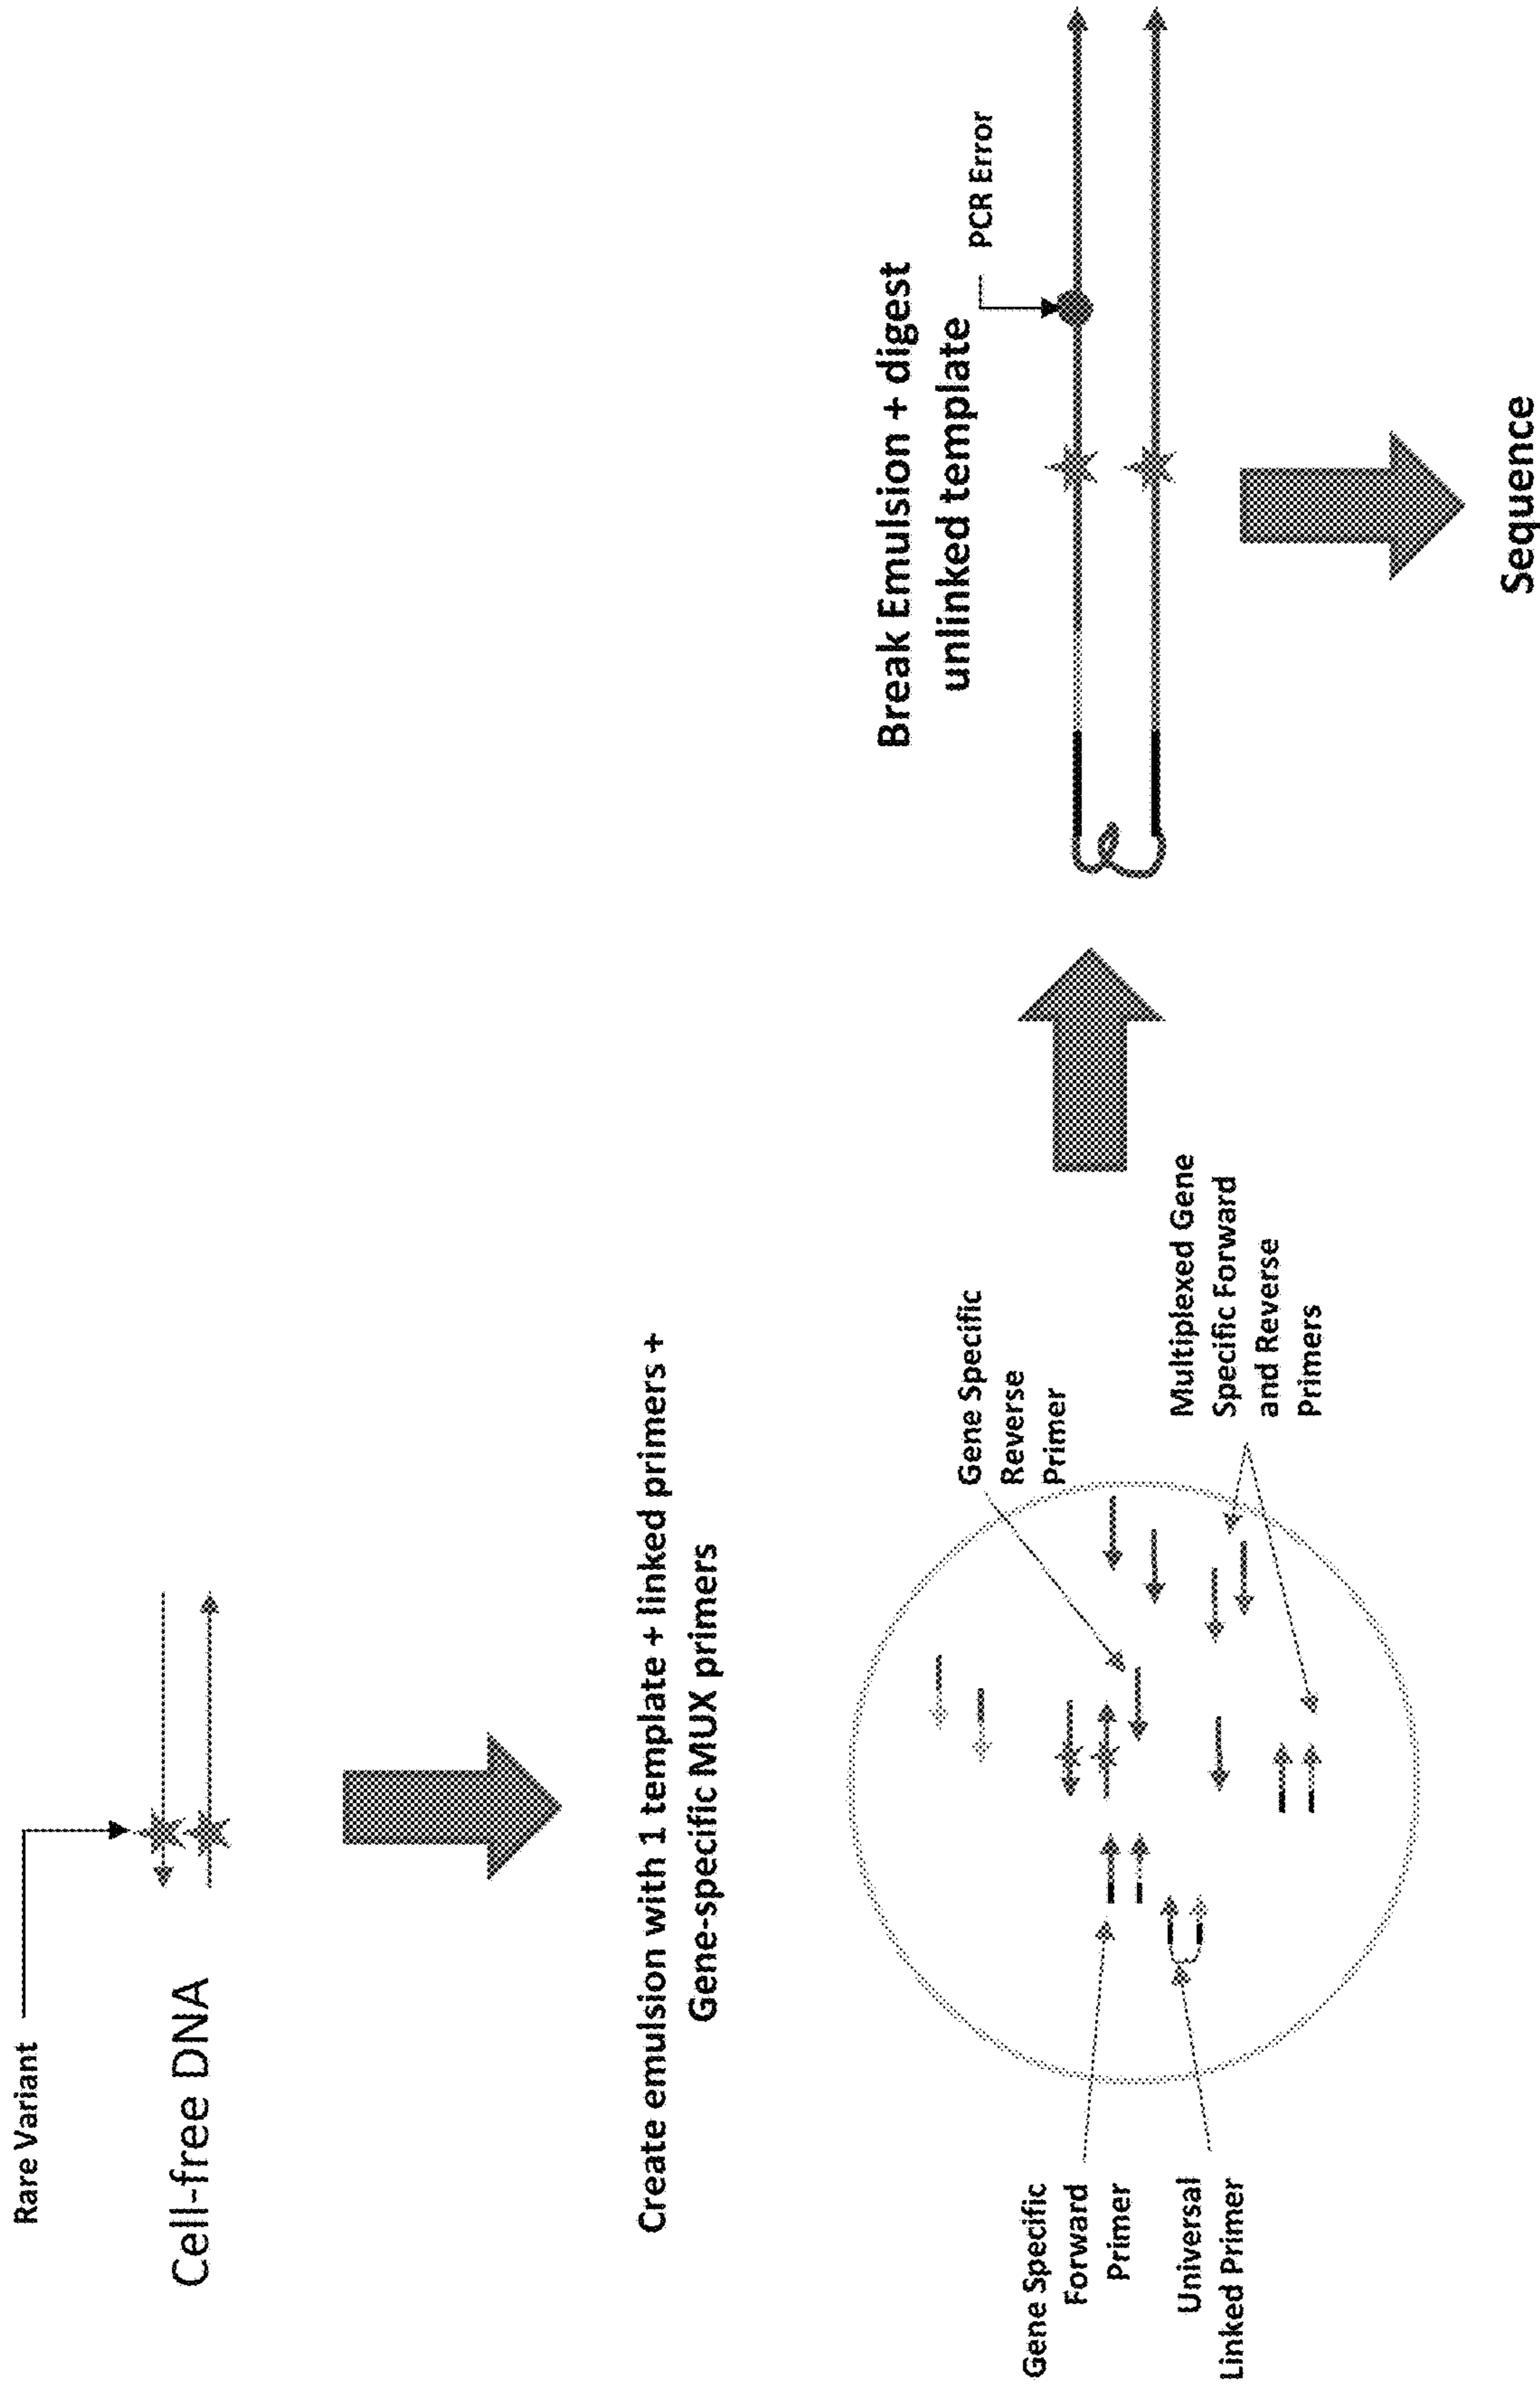 Rare Variant
Cell-free DNA
Create emulsion with 1 template + linked primers +
Gene-specific MUX primers
Gene Specific
Forward
Primer
Universal
Linked Primer
Gene Specific
Reverse
Primer
Multiplexed Gene
Specific Forward
and Reverse
Primers
Break Emulsion + digest
unlinked template
PCR Error
Sequence